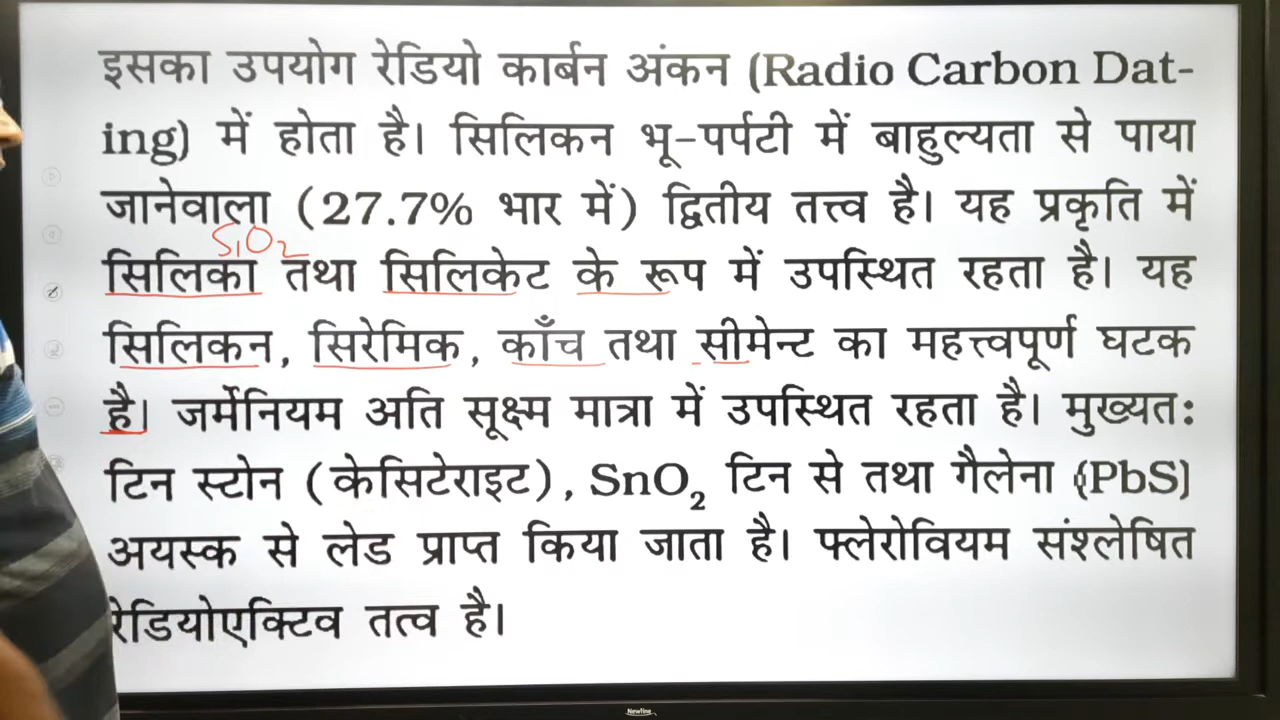 इसका उपयोग रेडियो कार्बन अंकन (Radio Carbon Dat-
ing) में होता है। सिलिकन भू-पर्पटी में बाहुल्यता से पाया
जानेवाला (27.7% भार में) द्वितीय तत्त्व है। यह प्रकृति में
SiO2
सिलिका तथा सिलिकेट के रूप में उपस्थित रहता है। यह
सिलिकन, सिरेमिक, काँच तथा सीमेन्ट का महत्त्वपूर्ण घटक
है। जर्मेनियम अति सूक्ष्म मात्रा में उपस्थित रहता है। मुख्यत:
टिन स्टोन (केसिटेराइट), SnO₂ टिन से तथा गैलेना (PbS)
अयस्क से लेड प्राप्त किया जाता है। फ्लेरोवियम संश्लेषित
रेडियोएक्टिव तत्व है।
Newline